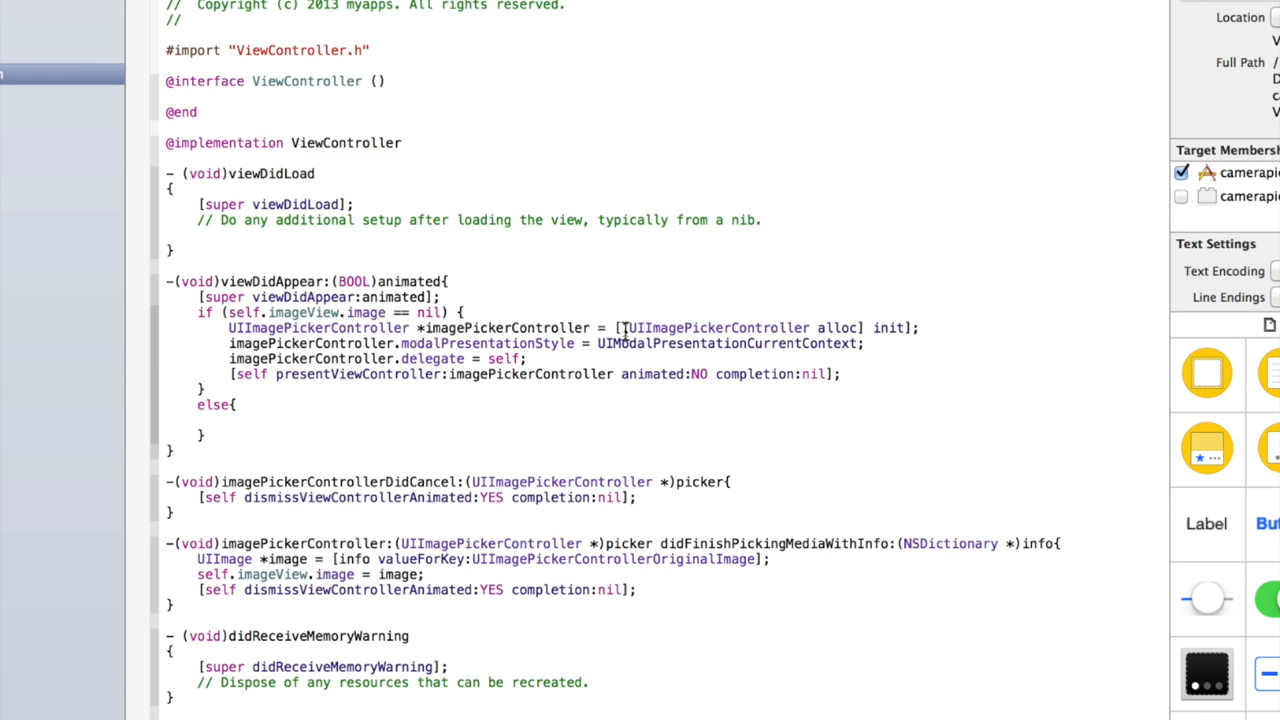 //  Copyright (c) 2013 myapps. All rights reserved.
//
#import "ViewController.h"
@interface ViewController ()
@end
@implementation ViewController
- (void)viewDidLoad
{
    [super viewDidLoad];
    // Do any additional setup after loading the view, typically from a nib.
}
-(void)viewDidAppear:(BOOL)animated{
    [super viewDidAppear:animated];
    if (self.imageView.image == nil) {
        UIImagePickerController *imagePickerController = [[UIImagePickerController alloc] init];
        imagePickerController.modalPresentationStyle = UIModalPresentationCurrentContext;
        imagePickerController.delegate = self;
        [self presentViewController:imagePickerController animated:NO completion:nil];
    }
    else{
    }
}
-(void)imagePickerControllerDidCancel:(UIImagePickerController *)picker{
    [self dismissViewControllerAnimated:YES completion:nil];
}
-(void)imagePickerController:(UIImagePickerController *)picker didFinishPickingMediaWithInfo:(NSDictionary *)info{
    UIImage *image = [info valueForKey:UIImagePickerControllerOriginalImage];
    self.imageView.image = image;
    [self dismissViewControllerAnimated:YES completion:nil];
}
- (void)didReceiveMemoryWarning
{
    [super didReceiveMemoryWarning];
    // Dispose of any resources that can be recreated.
}
Location
Full Path /
Target Membersh
camerapic
camerapic
Text Settings
Text Encoding
Line Endings
Label
But